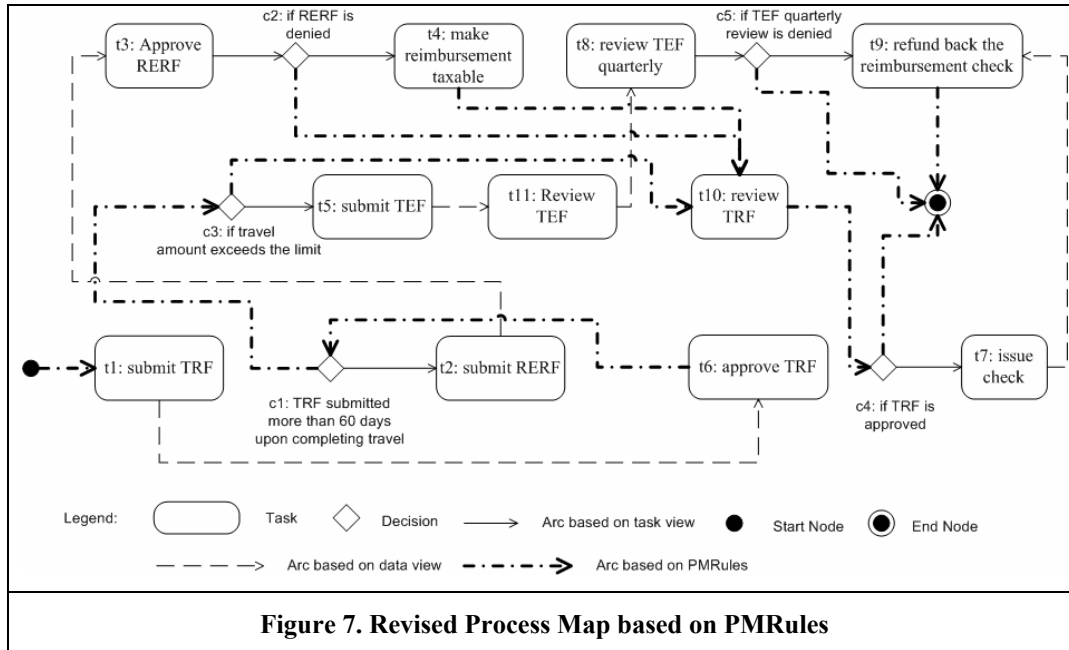 c2: if RERF is
denied
c5: if TEF quarterly
review is denied
t3: Approve
RERF
t4: make
reimbursement
taxable
t8: review TEF
quarterly
t9: refund back the
reimbursement check
t5: submit TEF
t11: Review
TEF
t10: review
TRF
c3: if travel
amount exceeds the limit
t1: submit TRF
t2: submit RERF
t6: approve TRF
t7: issue
check
c1: TRF submitted
more than 60 days
upon completing travel
c4: if TRF is
approved
Legend:
Task
Decision
Arc based on task view
Start Node
End Node
Arc based on data view
Arc based on PMRules
Figure 7. Revised Process Map based on PMRules